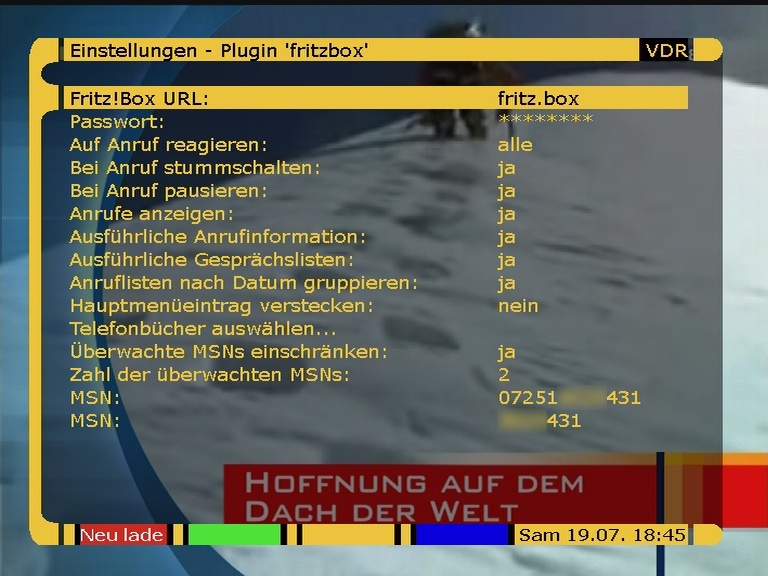 Einstellungen - Plugin 'fritzbox' VDR
Fritz!Box URL: fritz.box
Passwort: ********
Auf Anruf reagieren: alle
Bei Anruf stummschalten: ja
Bei Anruf pausieren: ja
Anrufe anzeigen: ja
Ausführliche Anrufinformation: ja
Ausführliche Gesprächslisten: ja
Anruflisten nach Datum gruppieren: ja
Hauptmenüeintrag verstecken: nein
Telefonbücher auswählen...
Überwachte MSNs einschränken: ja
Zahl der überwachten MSNs: 2
MSN: 07251 431
MSN: 431
HOFFNUNG AUF DEM
DACH DER WELT
Neu lade Sam 19.07. 18:45